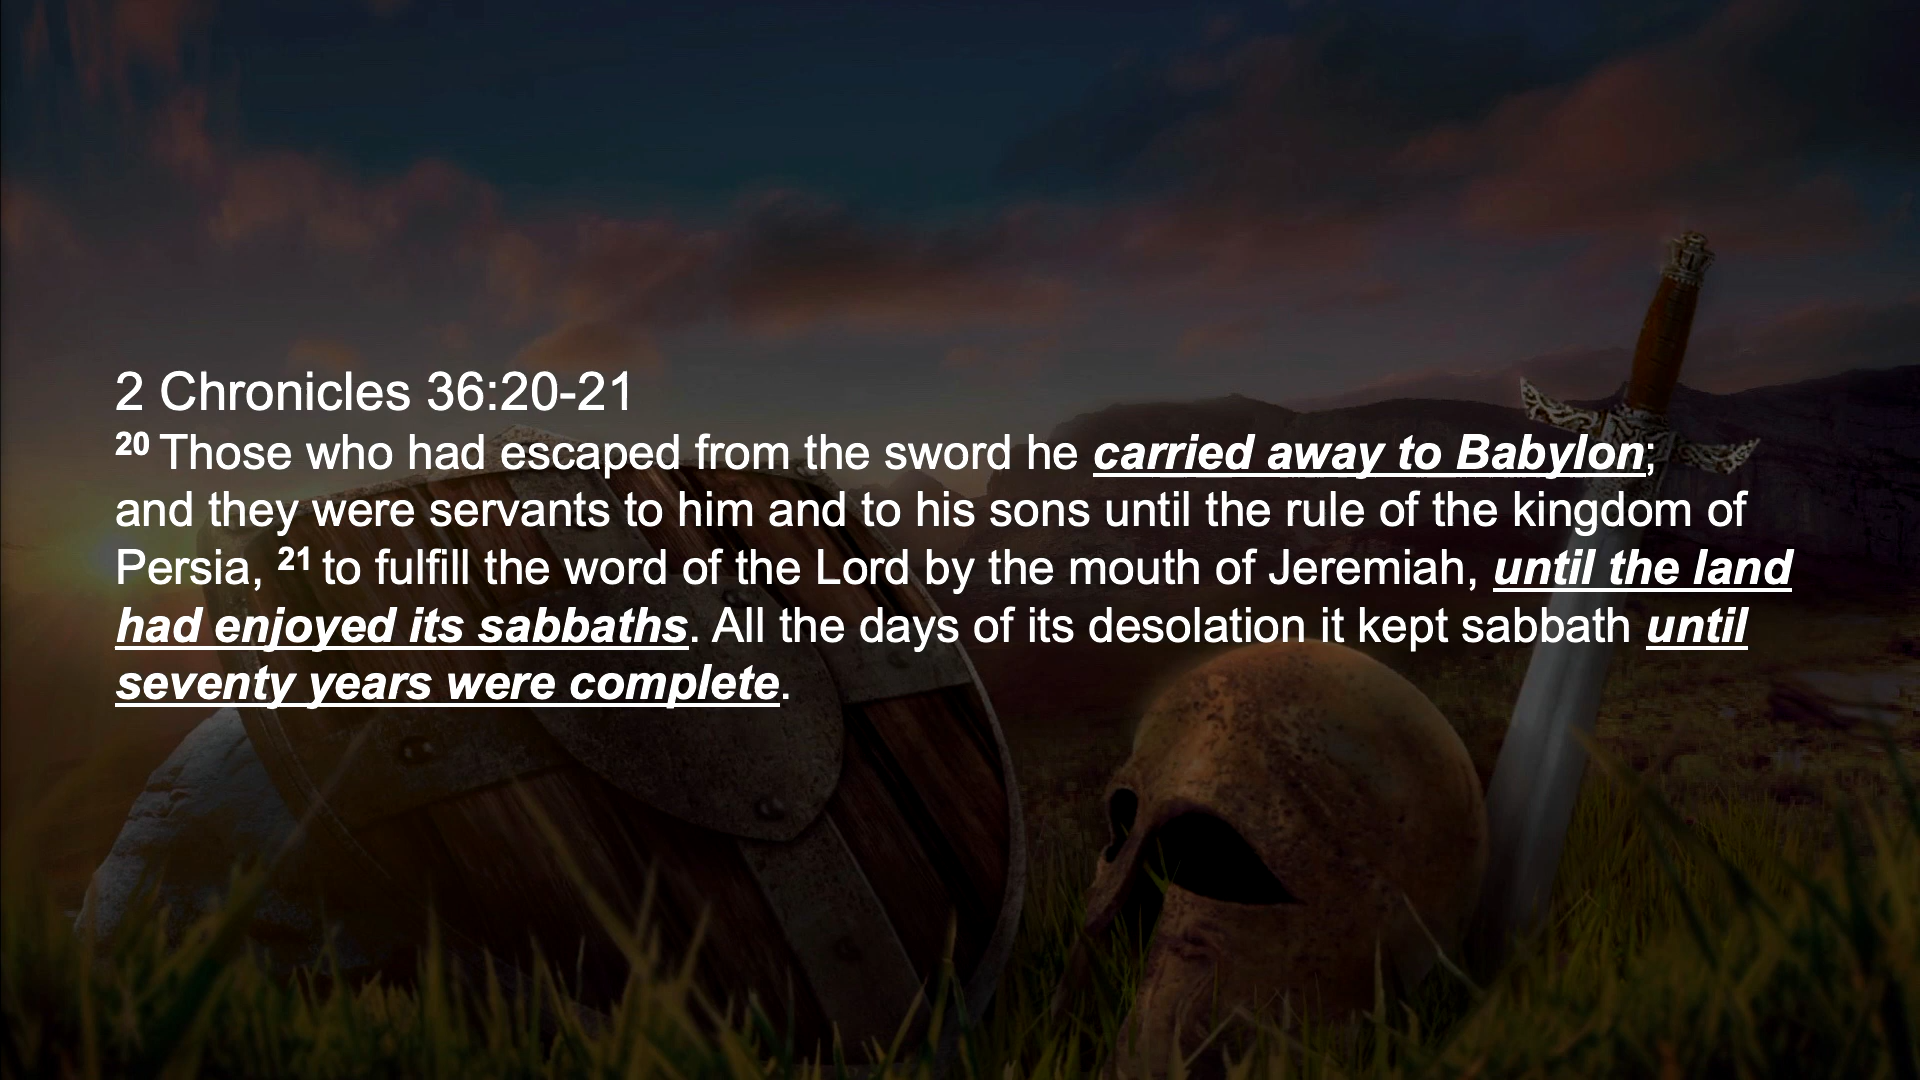 2 Chronicles 36:20-21
20 Those who had escaped from the sword he carried away to Babylon;
and they were servants to him and to his sons until the rule of the kingdom of
Persia, 21 to fulfill the word of the Lord by the mouth of Jeremiah, until the land
had enjoyed its sabbaths. All the days of its desolation it kept sabbath until
seventy years were complete.